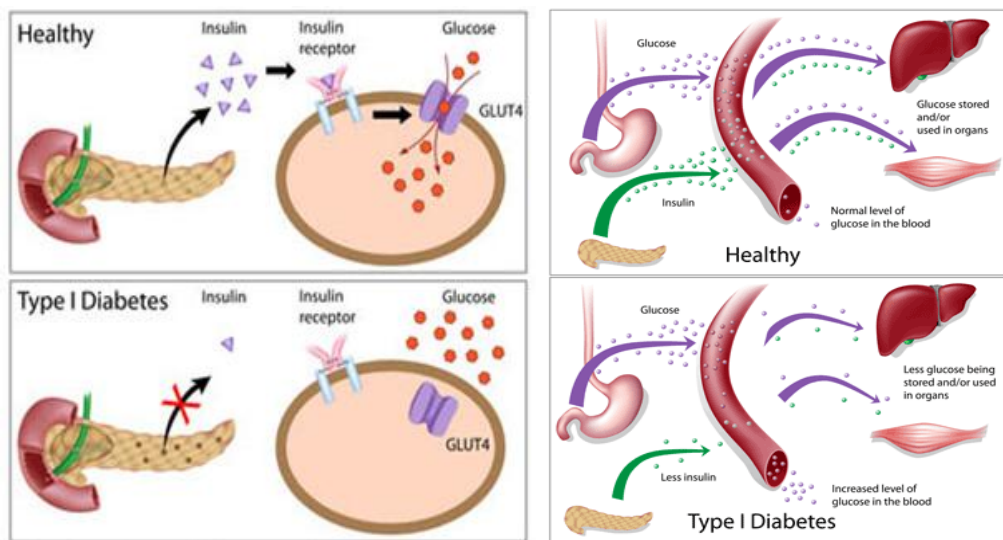 Healthy
Insulin
Insulin
receptor
Glucose
GLUT4
Glucose
Glucose stored
and/or
used in organs
Insulin
Normal level of
glucose in the blood
Healthy
Type I Diabetes
Insulin
Insulin
receptor
Glucose
GLUT4
Glucose
Less glucose being
stored and/or used
in organs
Less insulin
Increased level of
glucose in the blood
Type I Diabetes